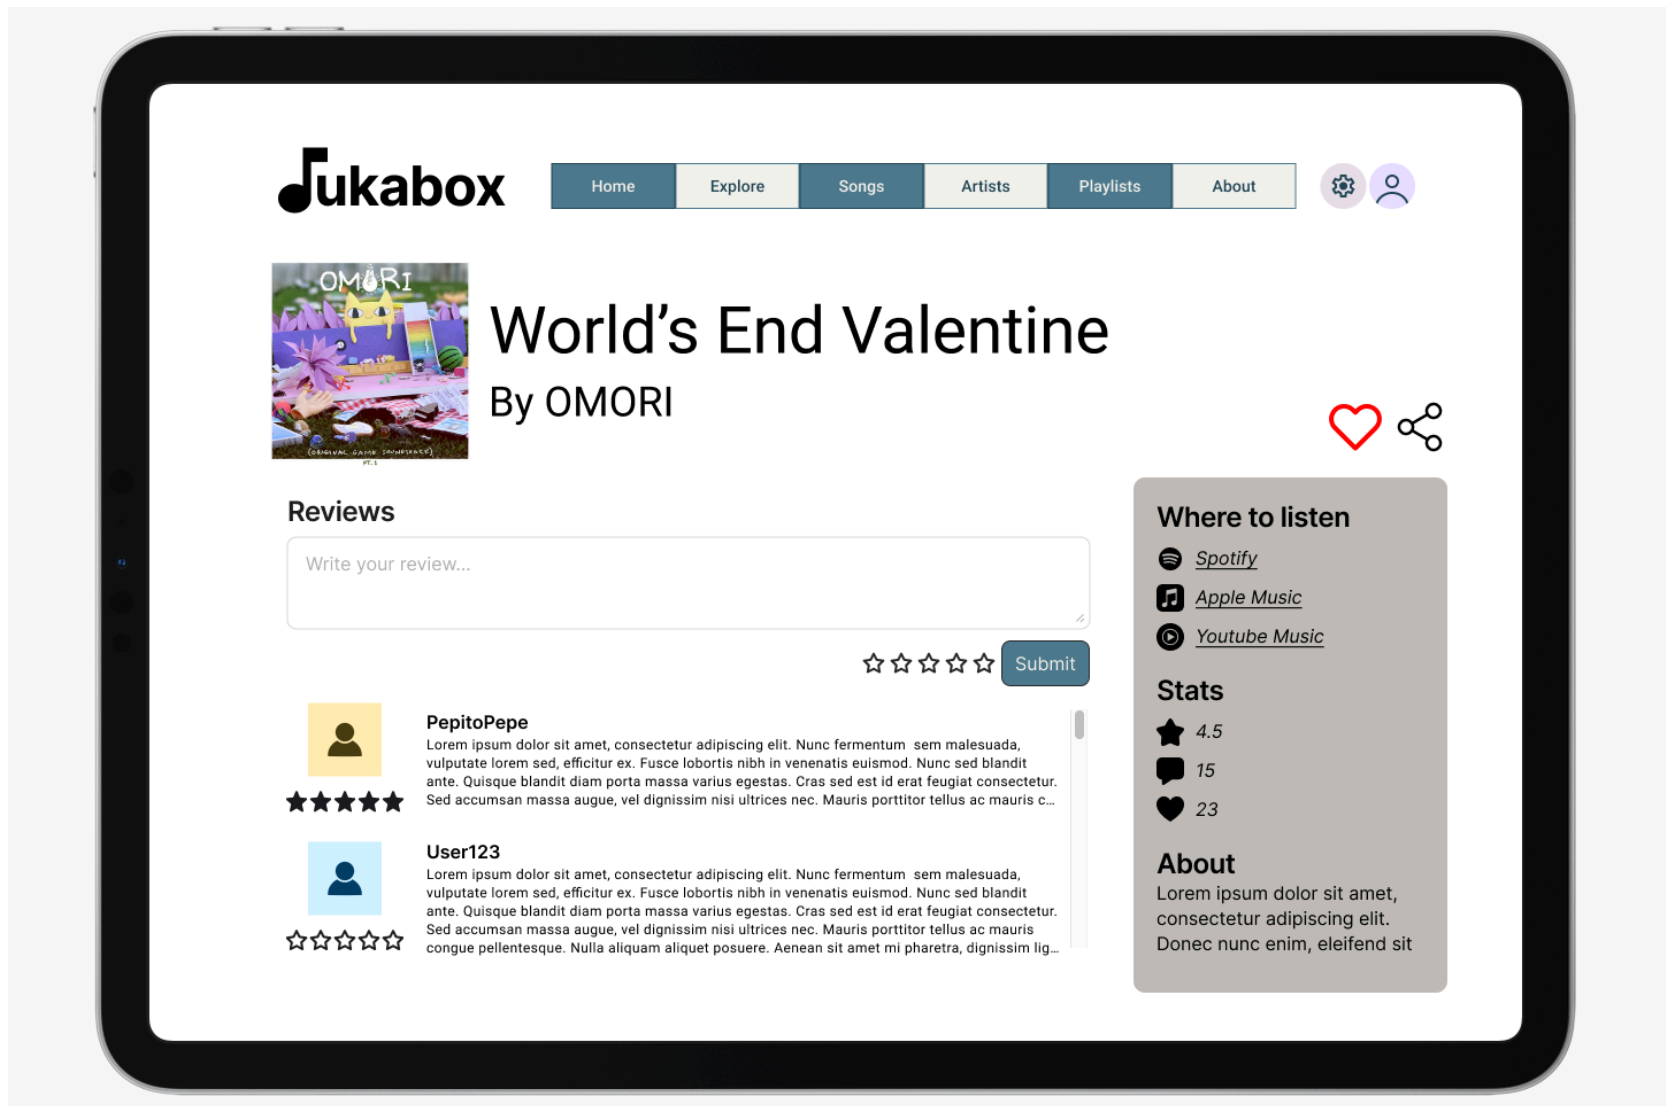 Jukabox
Home Explore Songs Artists Playlists About
OMORI
(ORIGINAL GAME SOUNDTRACK)
PT. 1
World’s End Valentine
By OMORI
Reviews
Write your review...
Submit
PepitoPepe
Lorem ipsum dolor sit amet, consectetur adipiscing elit. Nunc fermentum sem malesuada,
vulputate lorem sed, efficitur ex. Fusce lobortis nibh in venenatis euismod. Nunc sed blandit
ante. Quisque blandit diam porta massa varius egestas. Cras sed est id erat feugiat consectetur.
Sed accumsan massa augue, vel dignissim nisi ultrices nec. Mauris porttitor tellus ac mauris c...
User123
Lorem ipsum dolor sit amet, consectetur adipiscing elit. Nunc fermentum sem malesuada,
vulputate lorem sed, efficitur ex. Fusce lobortis nibh in venenatis euismod. Nunc sed blandit
ante. Quisque blandit diam porta massa varius egestas. Cras sed est id erat feugiat consectetur.
Sed accumsan massa augue, vel dignissim nisi ultrices nec. Mauris porttitor tellus ac mauris
congue pellentesque. Nulla aliquam aliquet posuere. Aenean sit amet mi pharetra, dignissim lig...
Where to listen
Spotify
Apple Music
Youtube Music
Stats
4.5
15
23
About
Lorem ipsum dolor sit amet,
consectetur adipiscing elit.
Donec nunc enim, eleifend sit